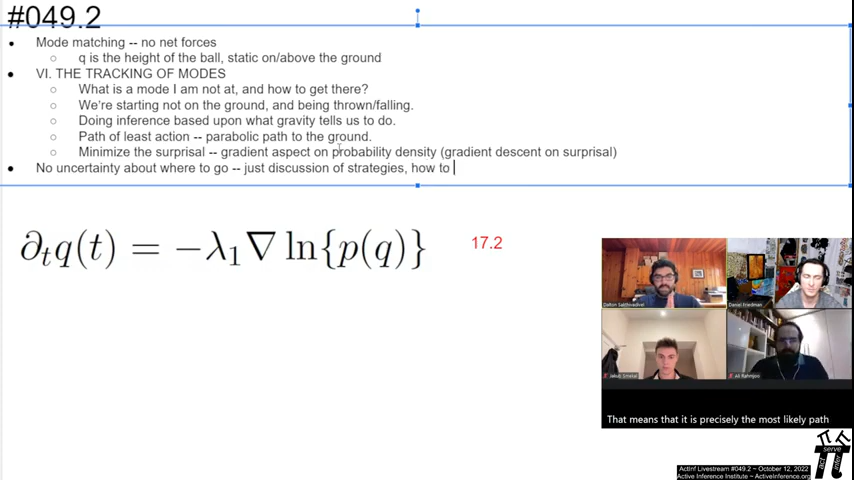 #049.2
● Mode matching -- no net forces
○ q is the height of the ball, static on/above the ground
● VI. THE TRACKING OF MODES
○ What is a mode I am not at, and how to get there?
○ We're starting not on the ground, and being thrown/falling.
○ Doing inference based upon what gravity tells us to do.
○ Path of least action -- parabolic path to the ground.
○ Minimize the surprisal -- gradient aspect on probability density (gradient descent on surprisal)
● No uncertainty about where to go -- just discussion of strategies, how to
∂ₜq(t) = −λ₁∇ ln{p(q)}
17.2
Dalton Sakthivadivel
Daniel Friedman
Jakub Smékal
Ali Rahmjoo
That means that it is precisely the most likely path
serve
ActInf Livestream #049.2 ~ October 12, 2022
Active Inference Institute ~ ActiveInference.org